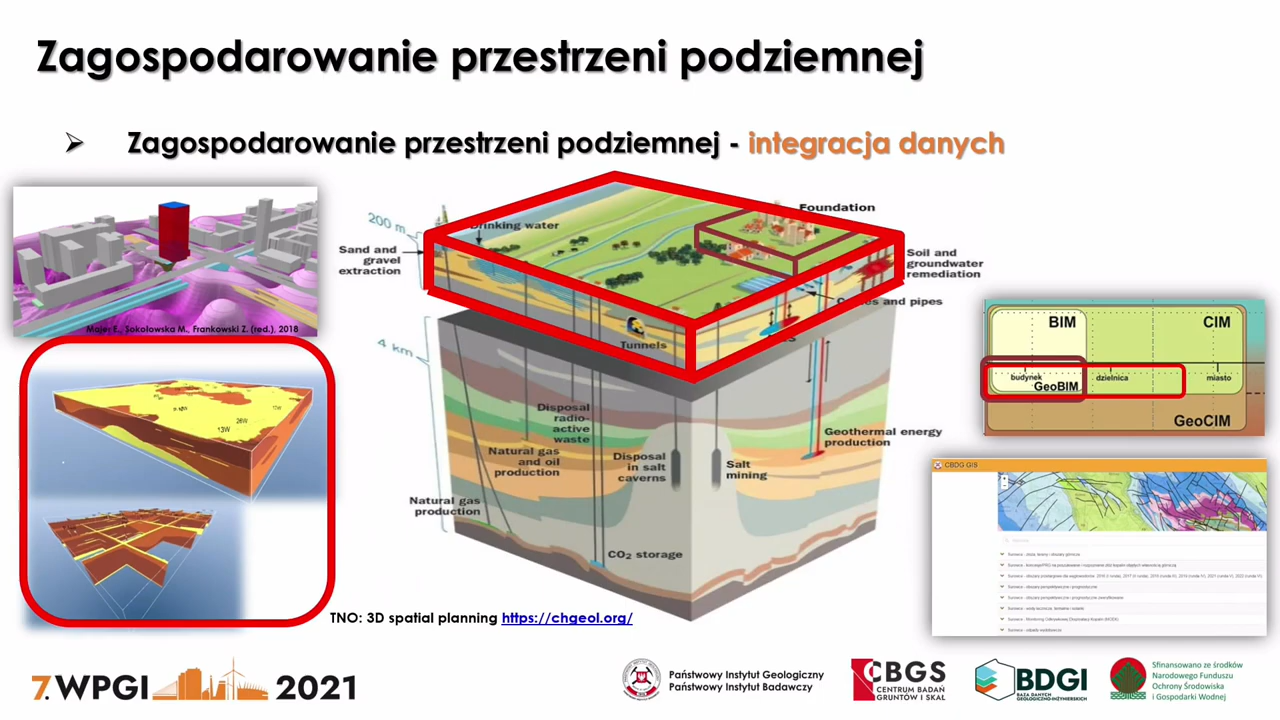 Zagospodarowanie przestrzeni podziemnej
Zagospodarowanie przestrzeni podziemnej - integracja danych
Majer E., Sokołowska M., Frankowski Z. (red.), 2018
13W
26W
200 m
4 km
Drinking water
Foundation
Sand and
gravel
extraction
Soil and
groundwater
remediation
and pipes
Tunnels
Disposal
radio-
active
waste
Natural gas
and oil
production
Disposal
in salt
caverns
Salt
mining
Geothermal energy
production
Natural gas
production
CO2 storage
TNO: 3D spatial planning https://chgeol.org/
BIM
CIM
budynek
dzielnica
miasto
GeoBIM
GeoCIM
CBDG GIS
7. WPGI 2021
Państwowy Instytut Geologiczny
Państwowy Instytut Badawczy
CBGS
CENTRUM BADAŃ
GRUNTÓW I SKAŁ
BDGI
BAZA DANYCH
GEOLOGICZNO-INŻYNIERSKICH
Sfinansowano ze środków
Narodowego Funduszu
Ochrony Środowiska
i Gospodarki Wodnej